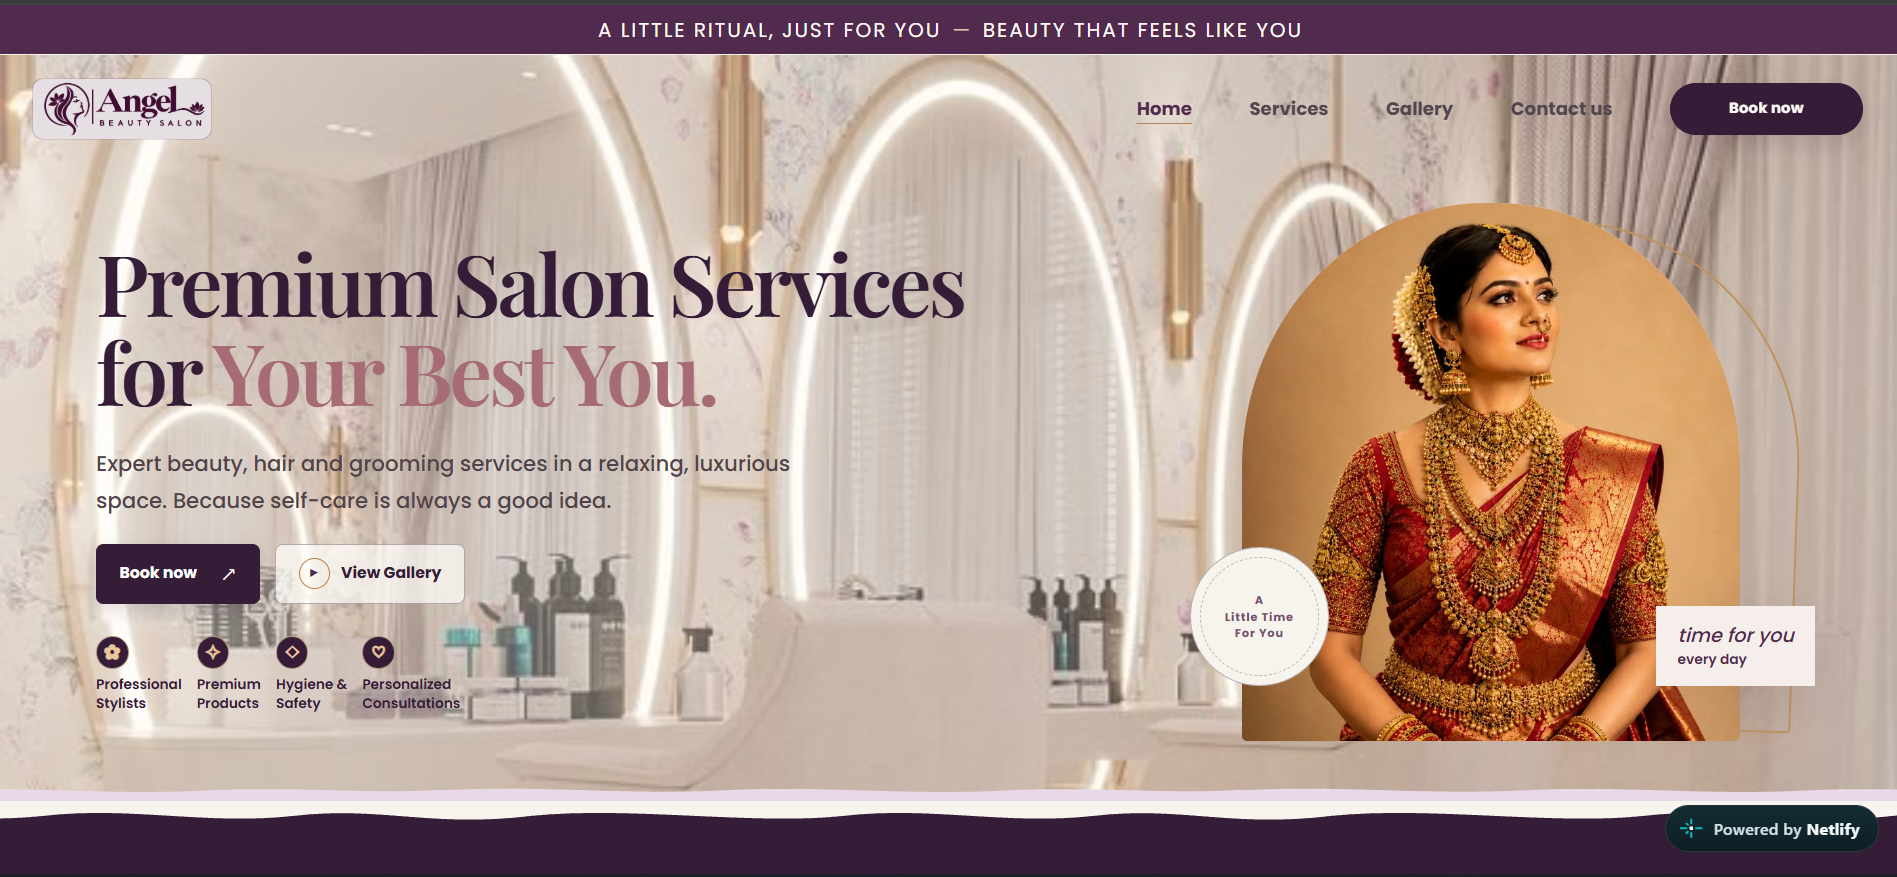 A LITTLE RITUAL, JUST FOR YOU — BEAUTY THAT FEELS LIKE YOU
Angel
BEAUTY SALON
Home
Services
Gallery
Contact us
Book now
Premium Salon Services
for Your Best You.
Expert beauty, hair and grooming services in a relaxing, luxurious
space. Because self-care is always a good idea.
Book now ↗
View Gallery
Professional
Stylists
Premium
Products
Hygiene &
Safety
Personalized
Consultations
A
Little Time
For You
time for you
every day
Powered by Netlify